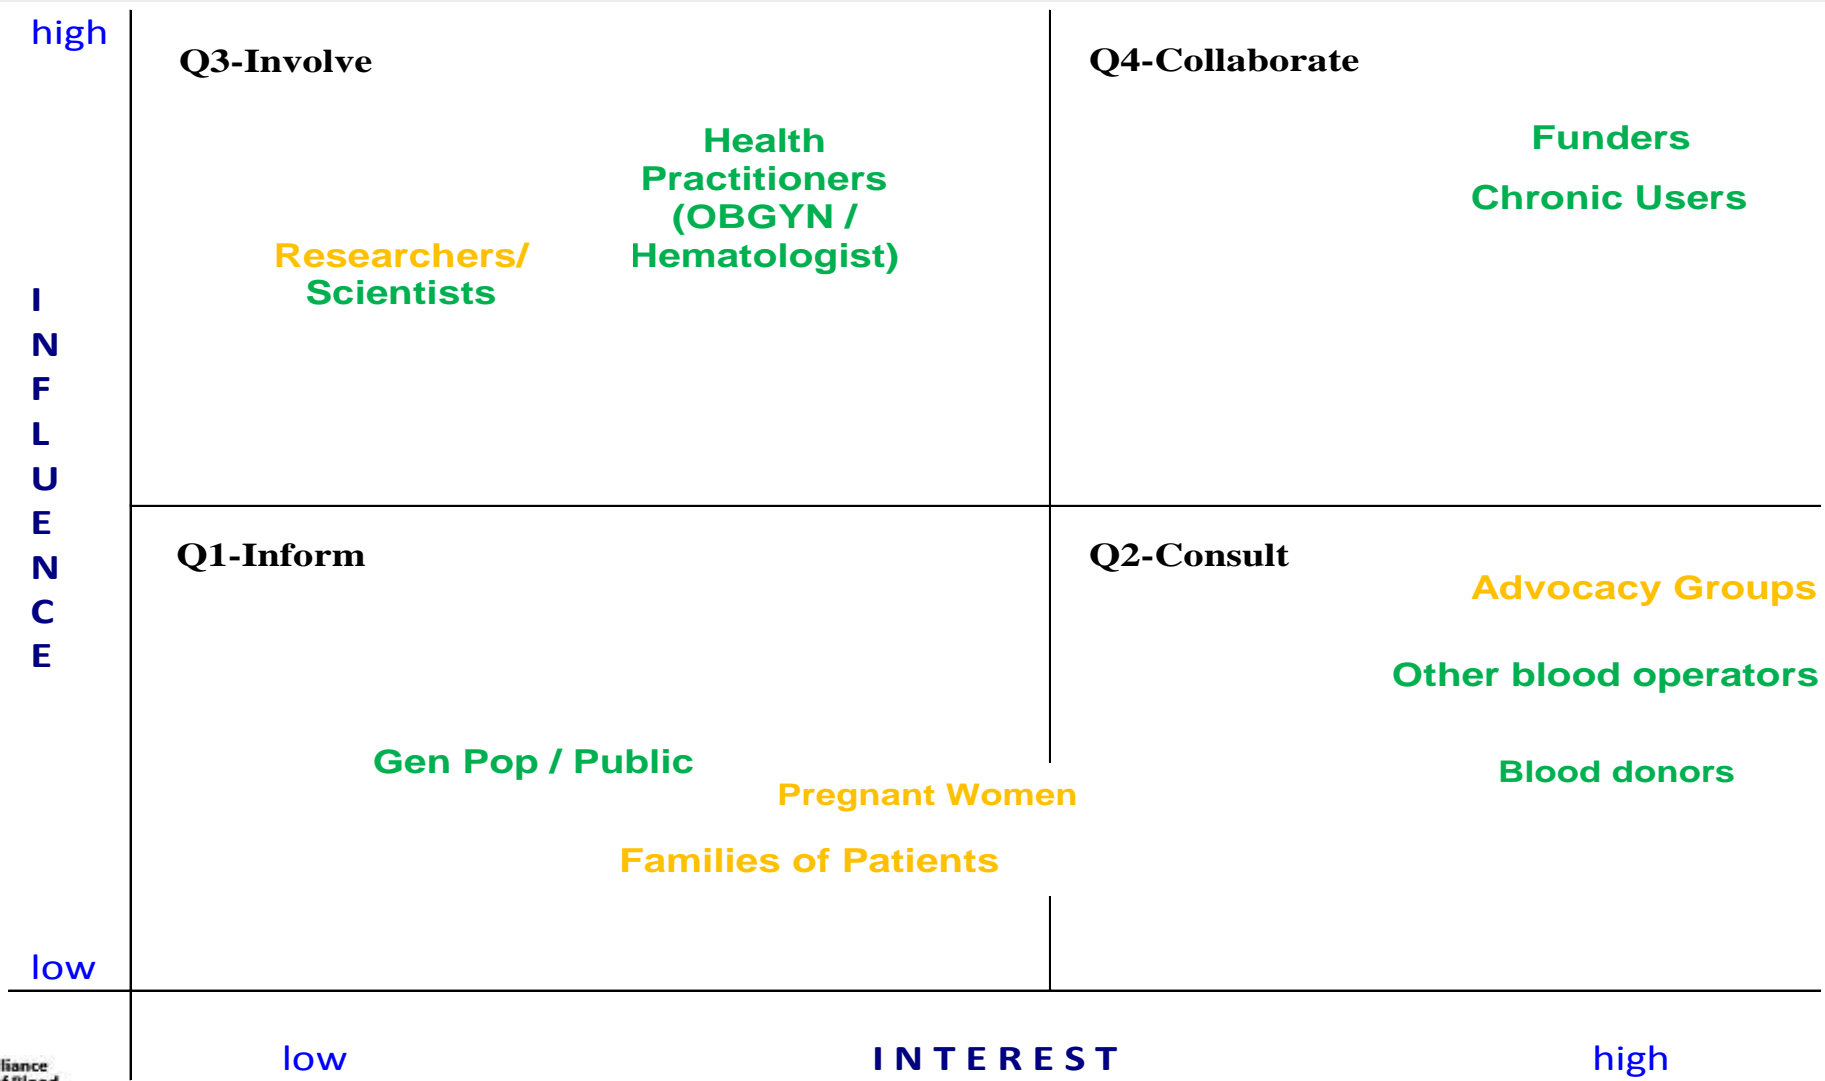 high
Q3-Involve
Q4-Collaborate
Health
Practitioners
(OBGYN /
Hematologist)
Researchers/
Scientists
Funders
Chronic Users
I
N
F
L
U
E
N
C
E
Q1-Inform
Q2-Consult
Advocacy Groups
Other blood operators
Blood donors
Gen Pop / Public
Pregnant Women
Families of Patients
low
low
INTEREST
high